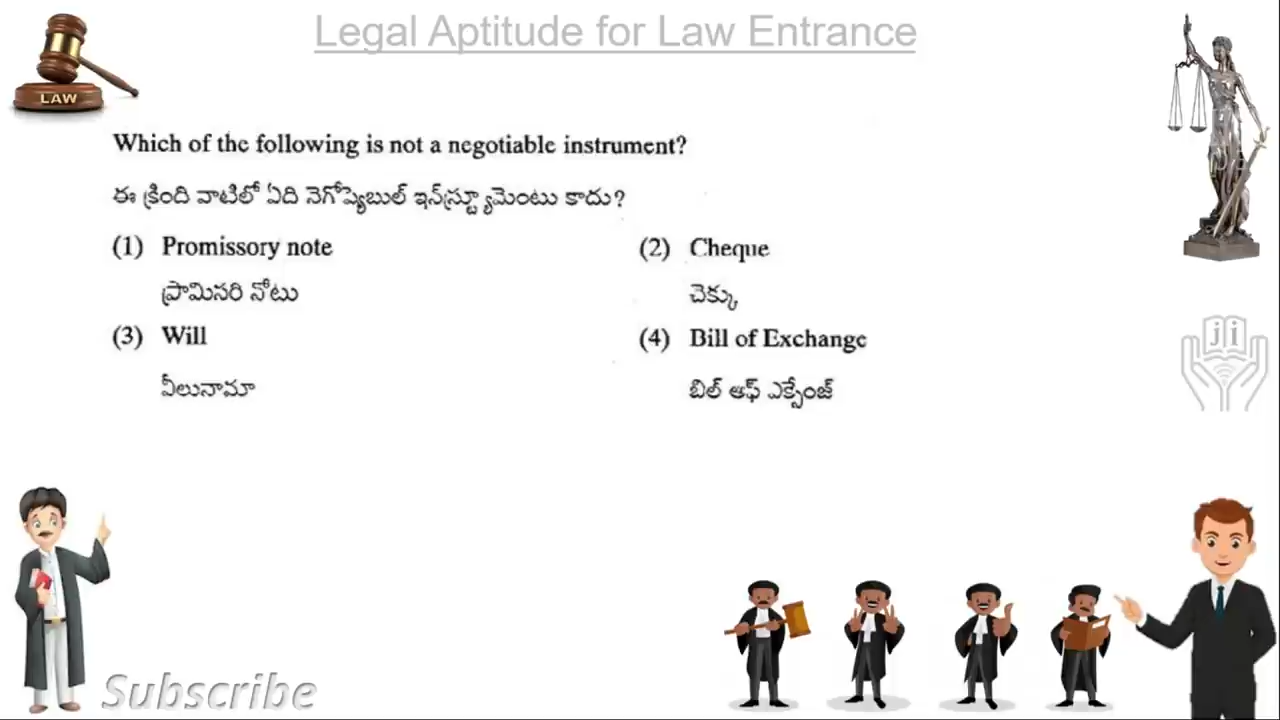 Legal Aptitude for Law Entrance
LAW
Which of the following is not a negotiable instrument?
ఈ క్రింది వాటిలో ఏది నెగోష్యెబుల్ ఇన్‌స్ట్రూమెంటు కాదు?
(1) Promissory note
ప్రామిసరి నోటు
(2) Cheque
చెక్కు
(3) Will
వీలునామా
(4) Bill of Exchange
బిల్ ఆఫ్ ఎక్స్ఛేంజ్
ji
Subscribe